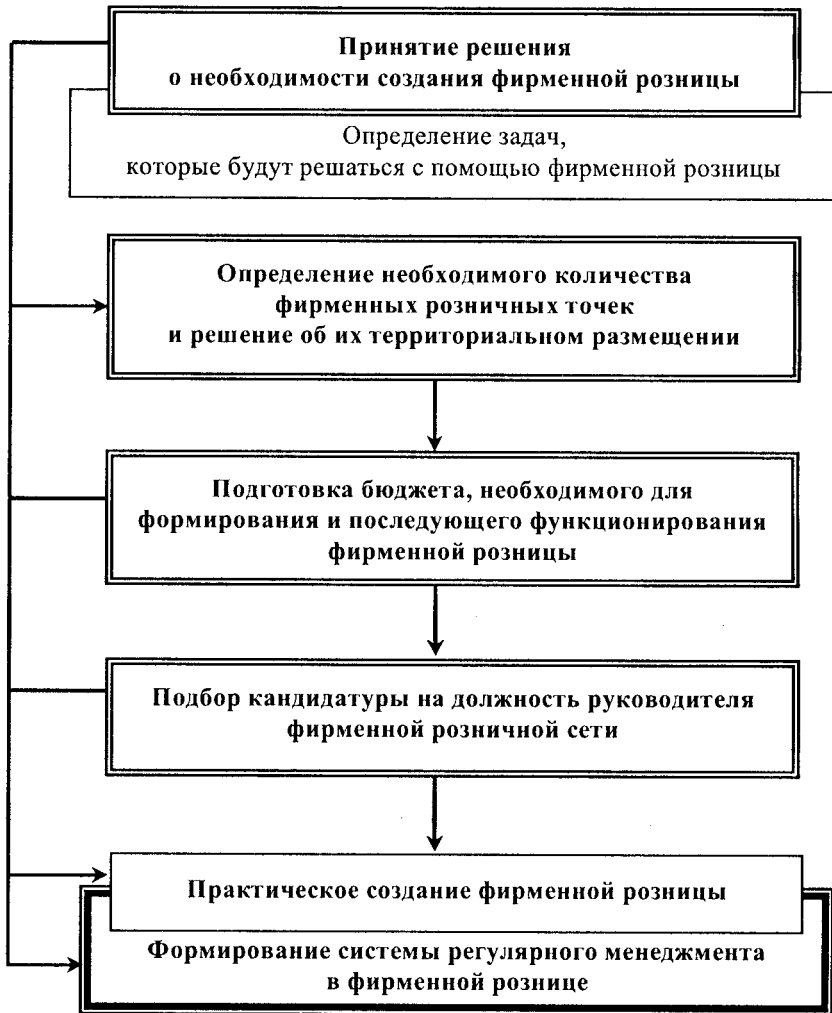 Принятие решения
о необходимости создания фирменной розницы
Определение задач,
которые будут решаться с помощью фирменной розницы
Определение необходимого количества
фирменных розничных точек
и решение об их территориальном размещении
Подготовка бюджета, необходимого для
формирования и последующего функционирования
фирменной розницы
Подбор кандидатуры на должность руководителя
фирменной розничной сети
Практическое создание фирменной розницы
Формирование системы регулярного менеджмента
в фирменной рознице